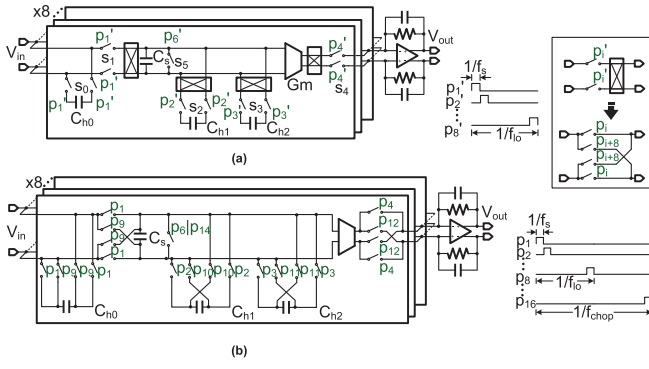 x8
p6'
Vin
p1'
s1
Cs
s5
Gm
p4'
p4'
s4
Vout
s0
p1'
p1'
p1'
Ch0
p2'
s2
p2'
Ch1
p3'
s3
p3'
Ch2
1/fs
p1'
p2'
p8'
1/flo
pi'
pi'
pi
pi+8
pi+8
pi
(a)
x8
Vin
p1
p9
p9
p1
Cs
p6|p14
p4
p12
p12
p4
Vout
p1
p9
p1
Ch0
p2
p10
p10
p2
Ch1
p3
p11
p11
p3
Ch2
1/fs
p1
p2
p8
1/flo
p16
1/fchop
(b)